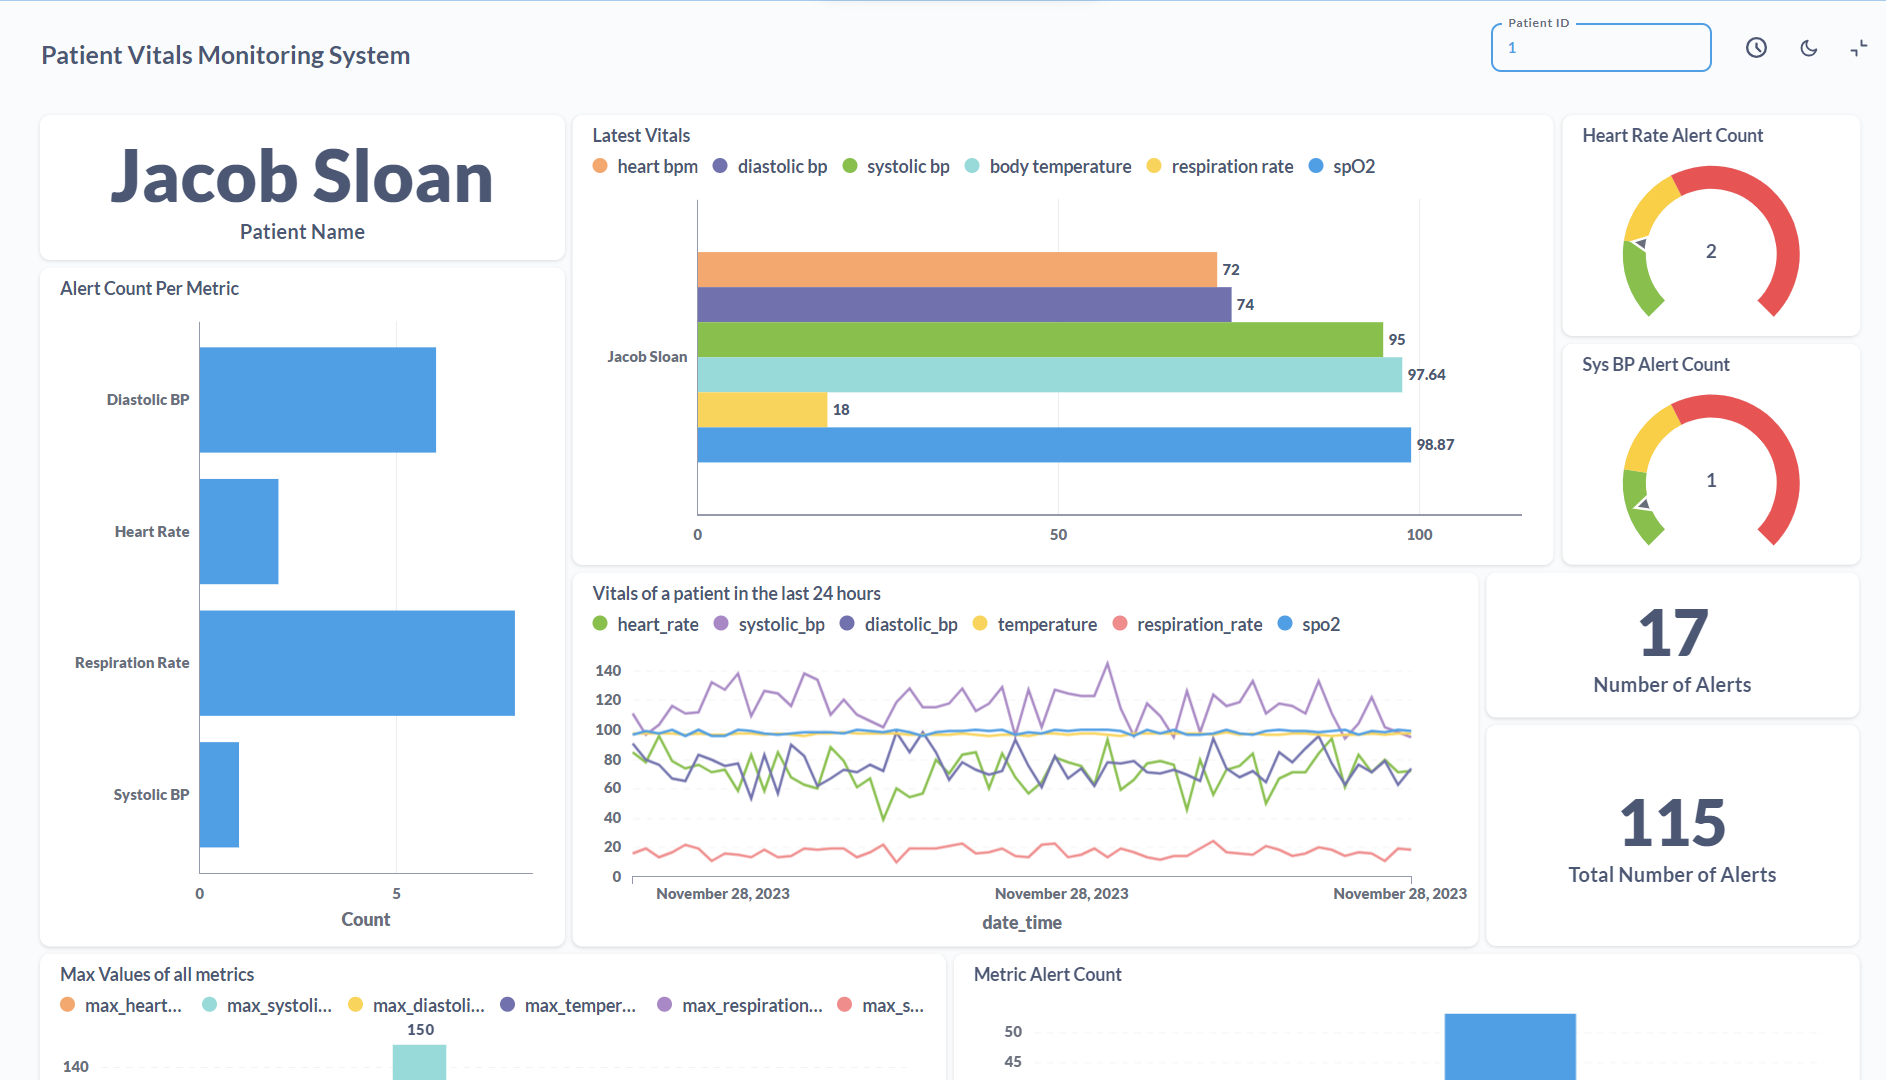 Patient Vitals Monitoring System
Patient ID
1
Jacob Sloan
Patient Name
Alert Count Per Metric
Diastolic BP
Heart Rate
Respiration Rate
Systolic BP
0 5
Count
Latest Vitals
heart bpm diastolic bp systolic bp body temperature respiration rate spO2
72
74
95
Jacob Sloan
97.64
18
98.87
0 50 100
Heart Rate Alert Count
2
Sys BP Alert Count
1
Vitals of a patient in the last 24 hours
heart_rate systolic_bp diastolic_bp temperature respiration_rate spo2
140
120
100
80
60
40
20
0
November 28, 2023 November 28, 2023 November 28, 2023
date_time
17
Number of Alerts
115
Total Number of Alerts
Max Values of all metrics
max_heart... max_systoli... max_diastoli... max_temper... max_respiration... max_s...
150
140
Metric Alert Count
50
45